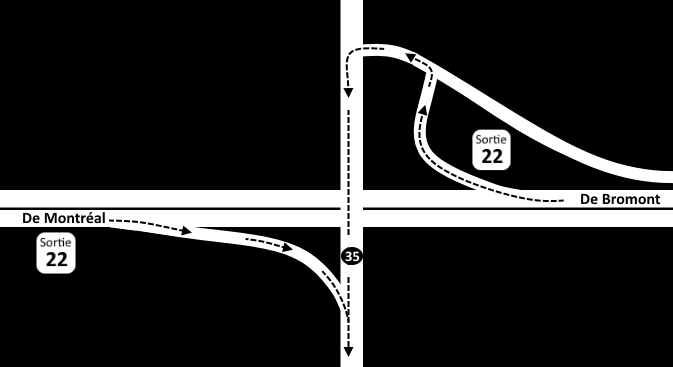 Sortie
22
De Bromont
De Montréal
Sortie
22
35